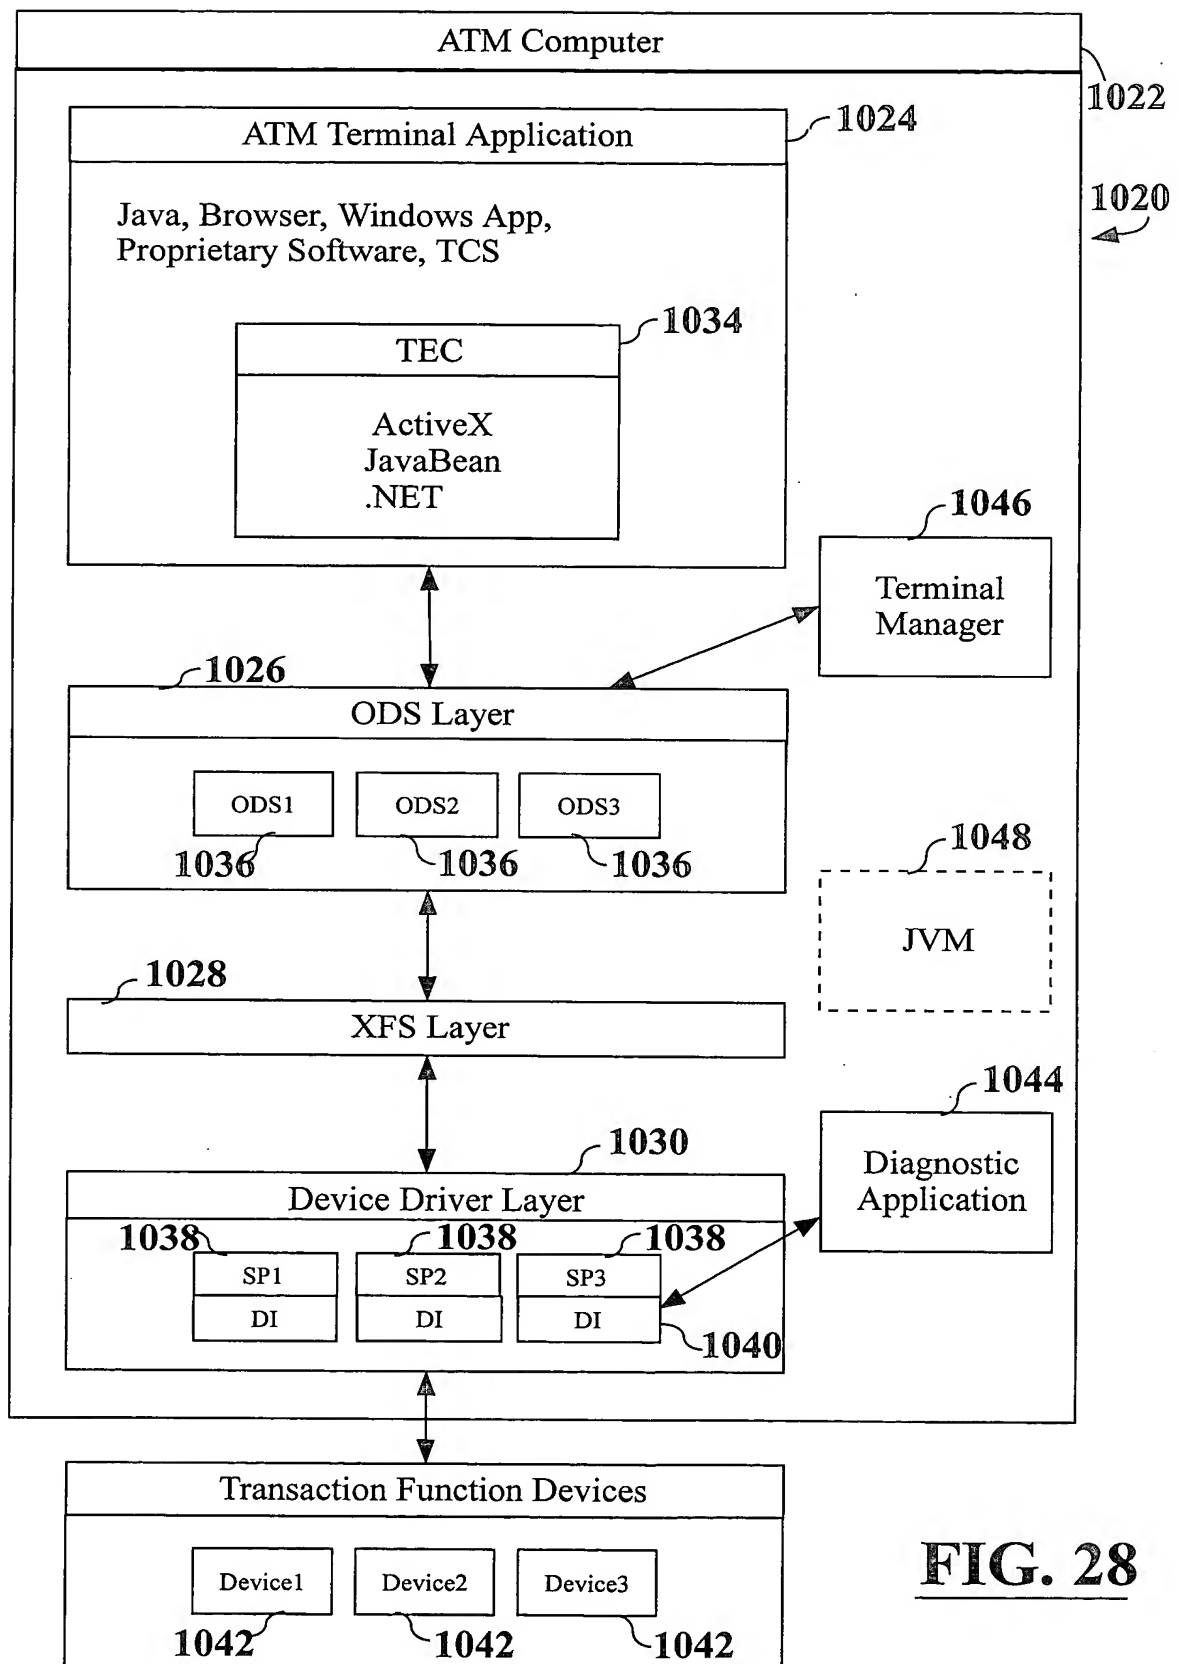 ATM Computer
1022
ATM Terminal Application
1024
1020
Java, Browser, Windows App,
Proprietary Software, TCS
1034
TEC
ActiveX
JavaBean
.NET
1046
Terminal
Manager
1026
ODS Layer
ODS1 ODS2 ODS3
1036 1036 1036
1048
JVM
1028
XFS Layer
1044
Diagnostic
Application
1030
Device Driver Layer
1038 1038 1038
SP1 SP2 SP3
DI DI DI
1040
Transaction Function Devices
Device1 Device2 Device3
1042 1042 1042
FIG. 28